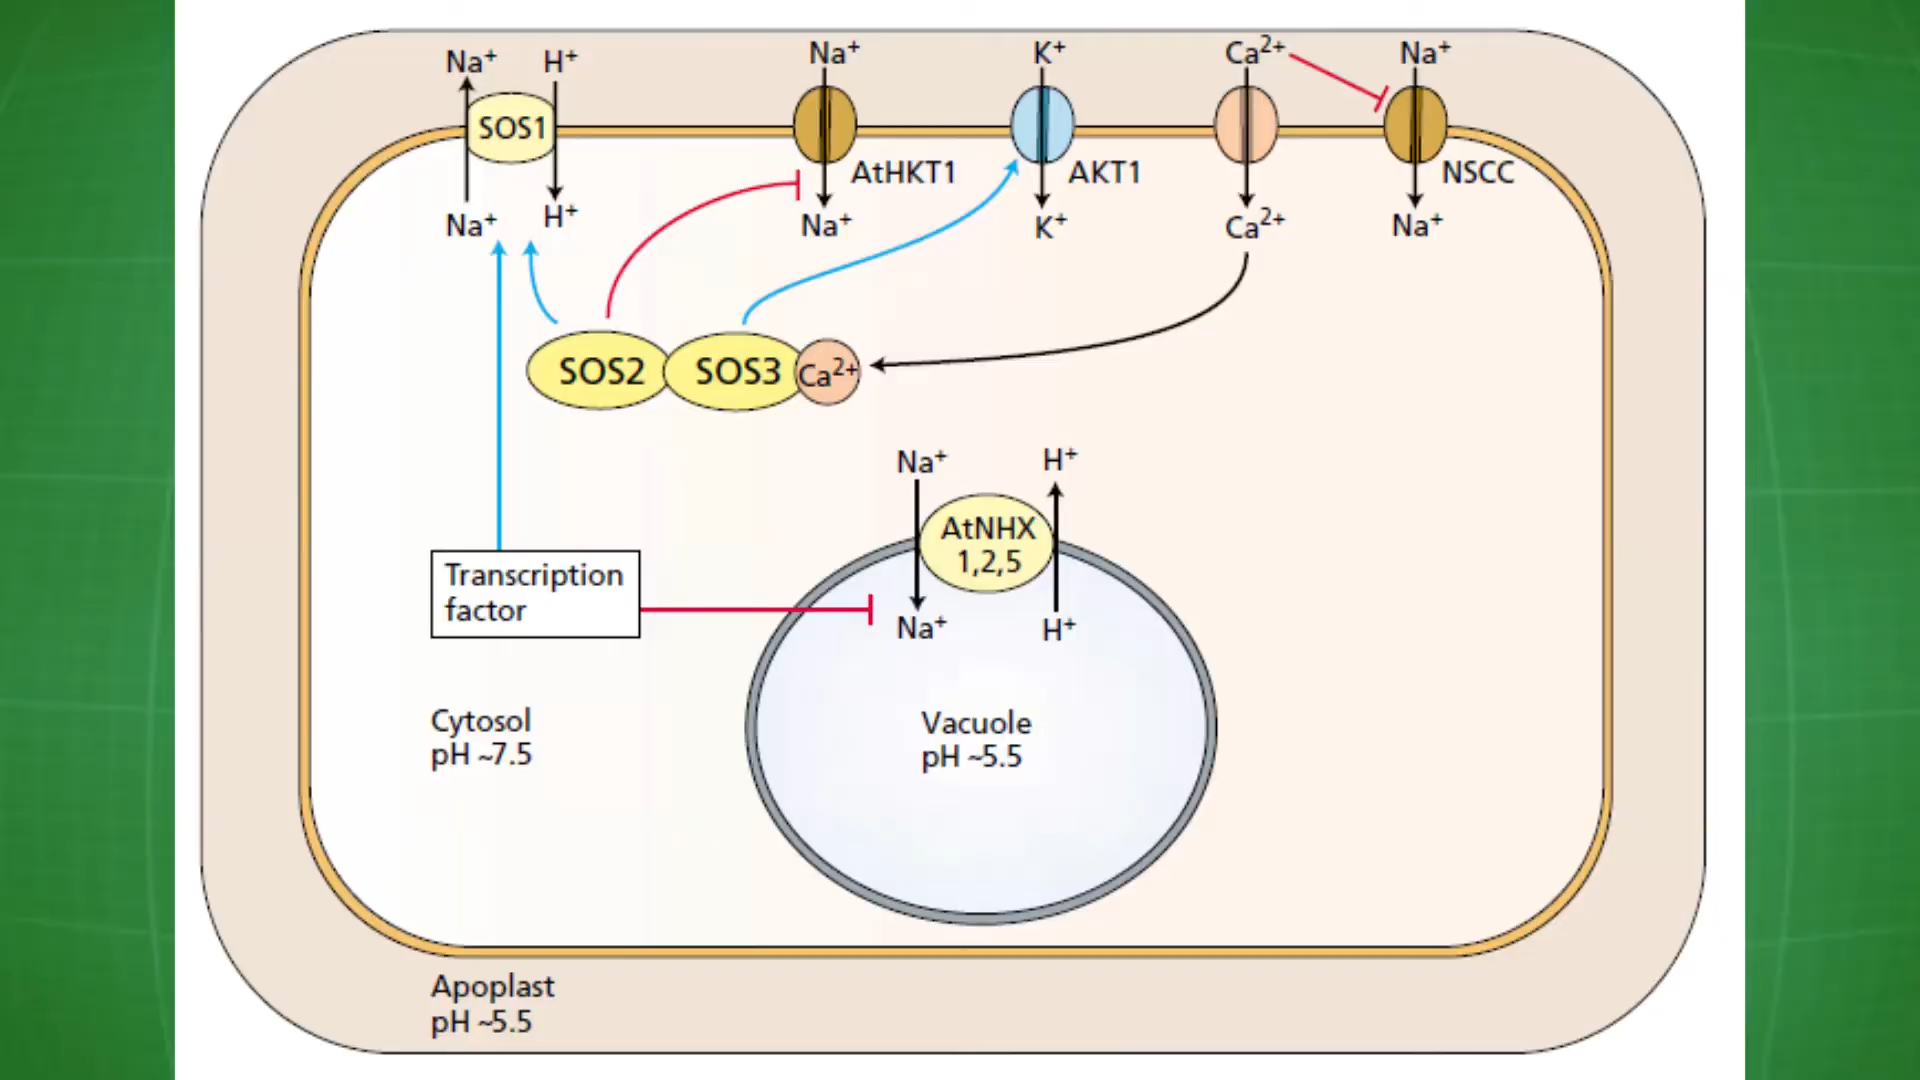 Na⁺ H⁺ Na⁺ K⁺ Ca²⁺ Na⁺
SOS1
AtHKT1 AKT1 NSCC
Na⁺ H⁺ Na⁺ K⁺ Ca²⁺ Na⁺
SOS2 SOS3 Ca²⁺
Na⁺ H⁺
AtNHX
1,2,5
Transcription
factor
Na⁺ H⁺
Cytosol
pH ~7.5
Vacuole
pH ~5.5
Apoplast
pH ~5.5